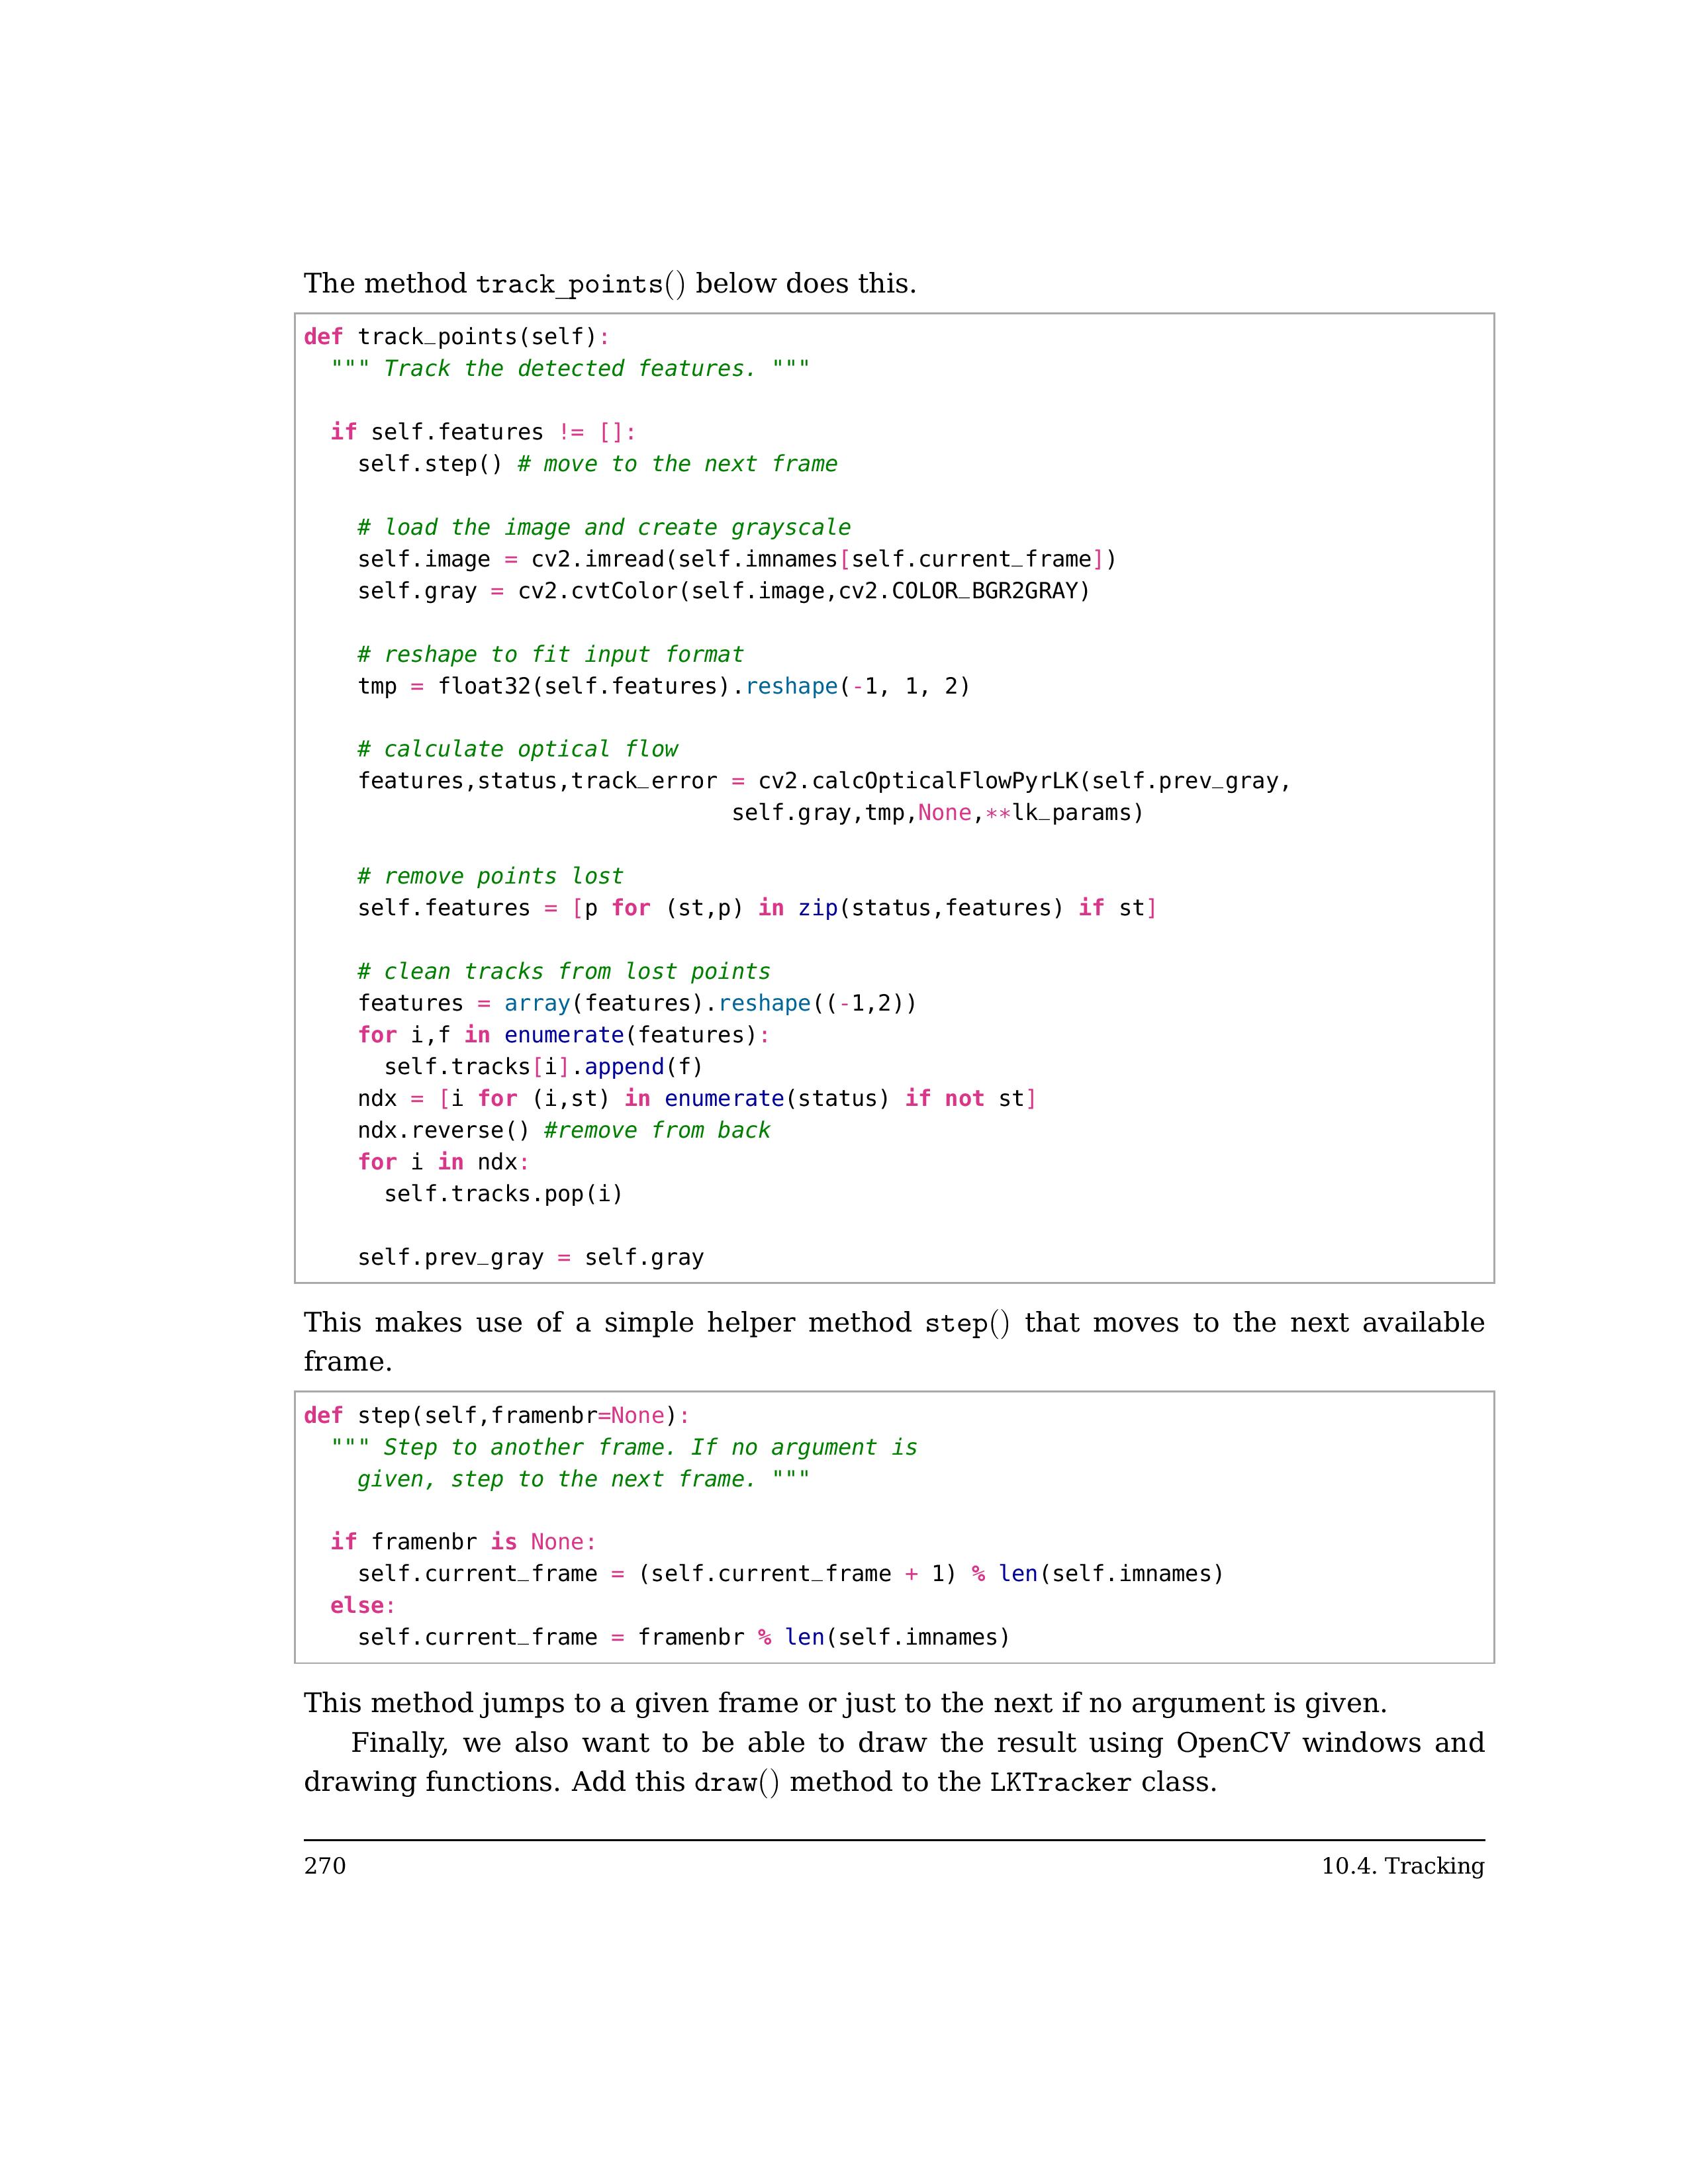 The method track_points() below does this.
def track_points(self):
  """ Track the detected features. """

  if self.features != []:
    self.step() # move to the next frame

    # load the image and create grayscale
    self.image = cv2.imread(self.imnames[self.current_frame])
    self.gray = cv2.cvtColor(self.image,cv2.COLOR_BGR2GRAY)

    # reshape to fit input format
    tmp = float32(self.features).reshape(-1, 1, 2)

    # calculate optical flow
    features,status,track_error = cv2.calcOpticalFlowPyrLK(self.prev_gray,
                                self.gray,tmp,None,**lk_params)

    # remove points lost
    self.features = [p for (st,p) in zip(status,features) if st]

    # clean tracks from lost points
    features = array(features).reshape((-1,2))
    for i,f in enumerate(features):
      self.tracks[i].append(f)
    ndx = [i for (i,st) in enumerate(status) if not st]
    ndx.reverse() #remove from back
    for i in ndx:
      self.tracks.pop(i)

    self.prev_gray = self.gray
This makes use of a simple helper method step() that moves to the next available
frame.
def step(self,framenbr=None):
  """ Step to another frame. If no argument is
    given, step to the next frame. """

  if framenbr is None:
    self.current_frame = (self.current_frame + 1) % len(self.imnames)
  else:
    self.current_frame = framenbr % len(self.imnames)
This method jumps to a given frame or just to the next if no argument is given.
Finally, we also want to be able to draw the result using OpenCV windows and
drawing functions. Add this draw() method to the LKTracker class.
270 10.4. Tracking